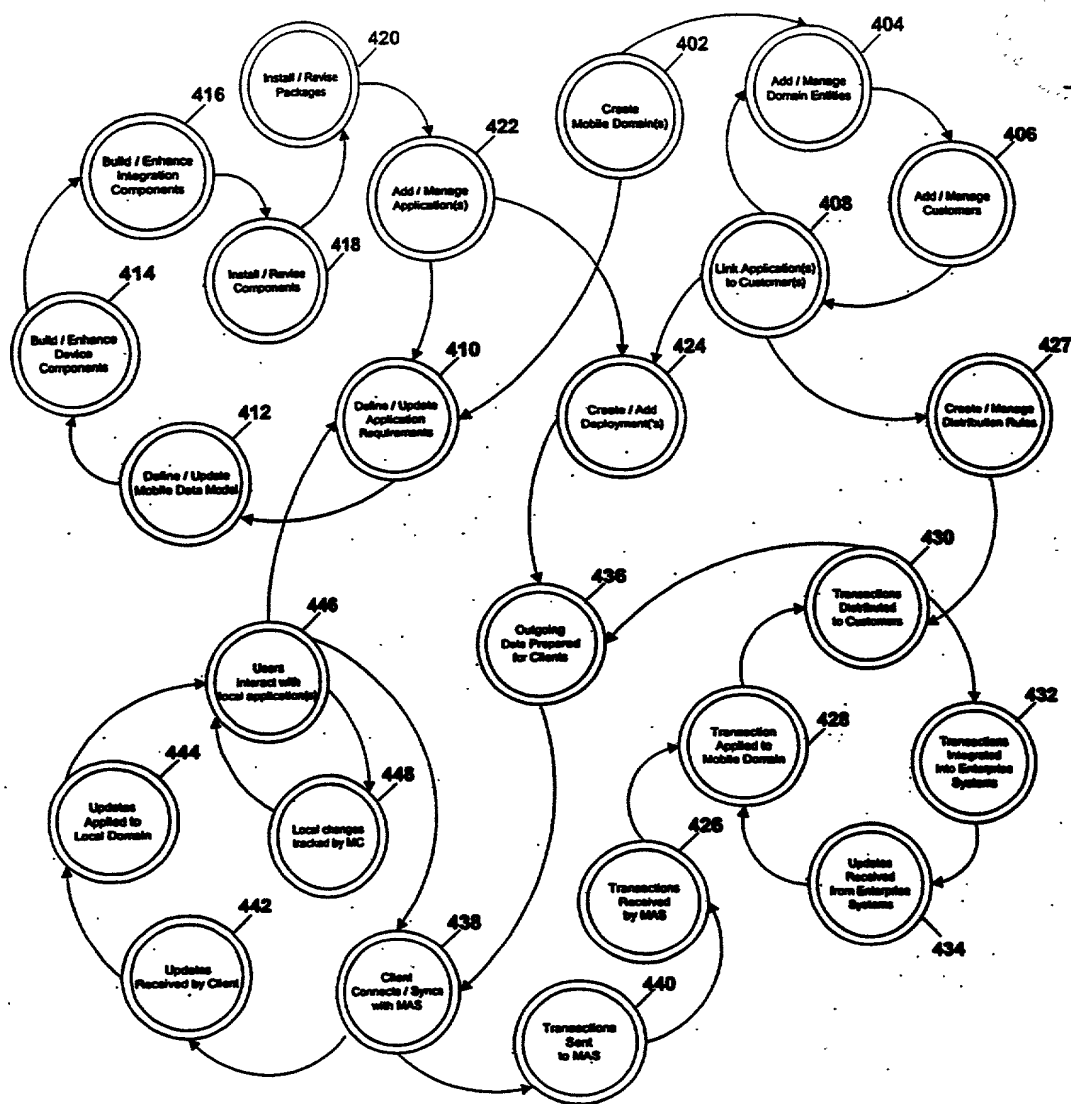 420
Install / Revise
Packages
402
Create
Mobile Domain(s)
404
Add / Manage
Domain Entities
416
Build / Enhance
Integration
Components
422
Add / Manage
Application(s)
406
Add / Manage
Customers
418
Install / Revise
Components
408
Link Application(s)
to Customer(s)
414
Build / Enhance
Device
Components
410
Define / Update
Application
Requirements
424
Create / Add
Deployment('s)
427
Create / Manage
Distribution Rules
412
Define / Update
Mobile Data Model
430
Transactions
Distributed
to Customers
436
Outgoing
Data Prepared
for Clients
446
Users
Interact with
local application(s)
428
Transaction
Applied to
Mobile Domain
432
Transactions
Integrated
into Enterprise
Systems
444
Updates
Applied to
Local Domain
448
Local changes
tracked by MC
426
Transactions
Received
by MAS
Updates
Received
from Enterprise
Systems
434
442
Updates
Received by Client
438
Client
Connects / Syncs
with MAS
440
Transactions
Sent
to MAS